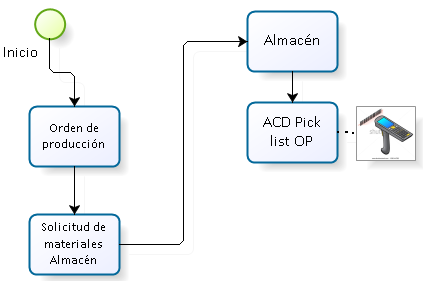 Inicio
Orden de
producción
Solicitud de
materiales
Almacén
Almacén
ACD Pick
list OP